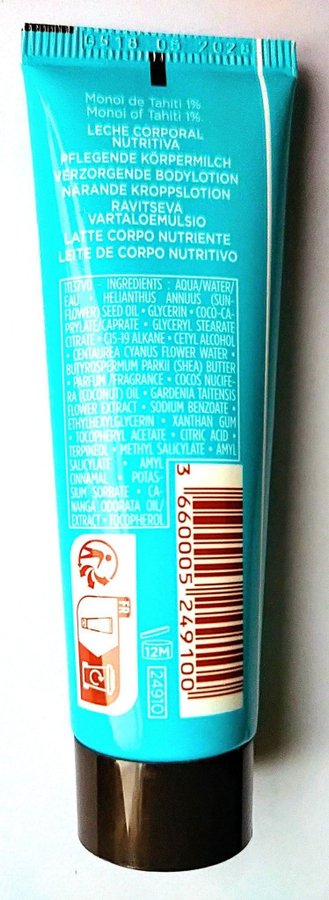 GS18 05 2028
Monoï de Tahiti 1%
Monoi of Tahiti 1%
LECHE CORPORAL
NUTRITIVA
PFLEGENDE KÖRPERMILCH
VERZORGENDE BODYLOTION
NÄRANDE KROPPSLOTION
RAVITSEVA
VARTALOEMULSIO
LATTE CORPO NUTRIENTE
LEITE DE CORPO NUTRITIVO
INGREDIENTS : AQUA/WATER/
EAU • HELIANTHUS ANNUUS (SUN-
FLOWER) SEED OIL • GLYCERIN • COCO-CA-
PRYLATE/CAPRATE • GLYCERYL STEARATE
CITRATE • C15-19 ALKANE • CETYL ALCOHOL
• CENTAUREA CYANUS FLOWER WATER •
BUTYROSPERMUM PARKII (SHEA) BUTTER
• PARFUM/FRAGRANCE • COCOS NUCIFE-
RA (COCONUT) OIL • GARDENIA TAITENSIS
FLOWER EXTRACT • SODIUM BENZOATE •
ETHYLHEXYLGLYCERIN • XANTHAN GUM
• TOCOPHERYL ACETATE • CITRIC ACID •
TERPINEOL • METHYL SALICYLATE • AMYL
SALICYLATE • AMYL
CINNAMAL • POTAS-
SIUM SORBATE • CA-
NANGA ODORATA OIL/
EXTRACT • TOCOPHEROL
3 660005 249100
FR
12M
24910